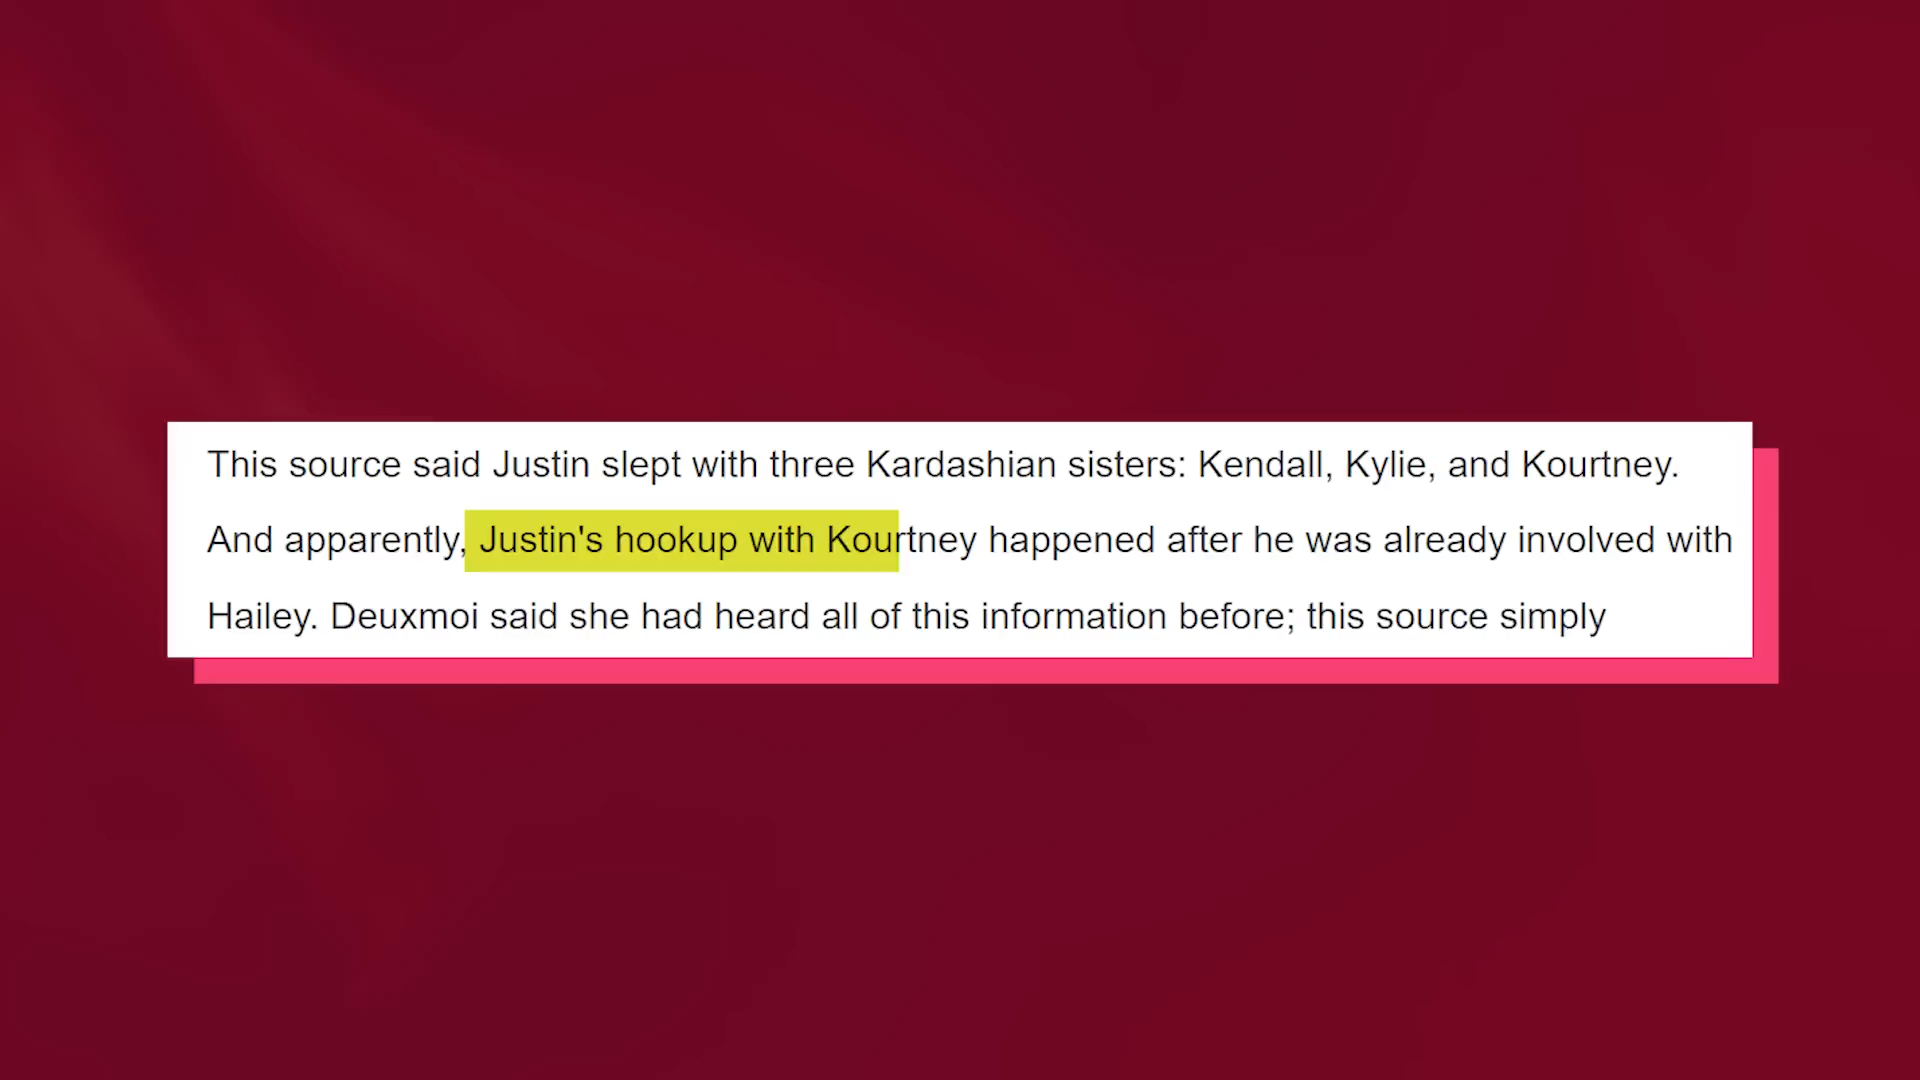 This source said Justin slept with three Kardashian sisters: Kendall, Kylie, and Kourtney.
And apparently, Justin's hookup with Kourtney happened after he was already involved with
Hailey. Deuxmoi said she had heard all of this information before; this source simply